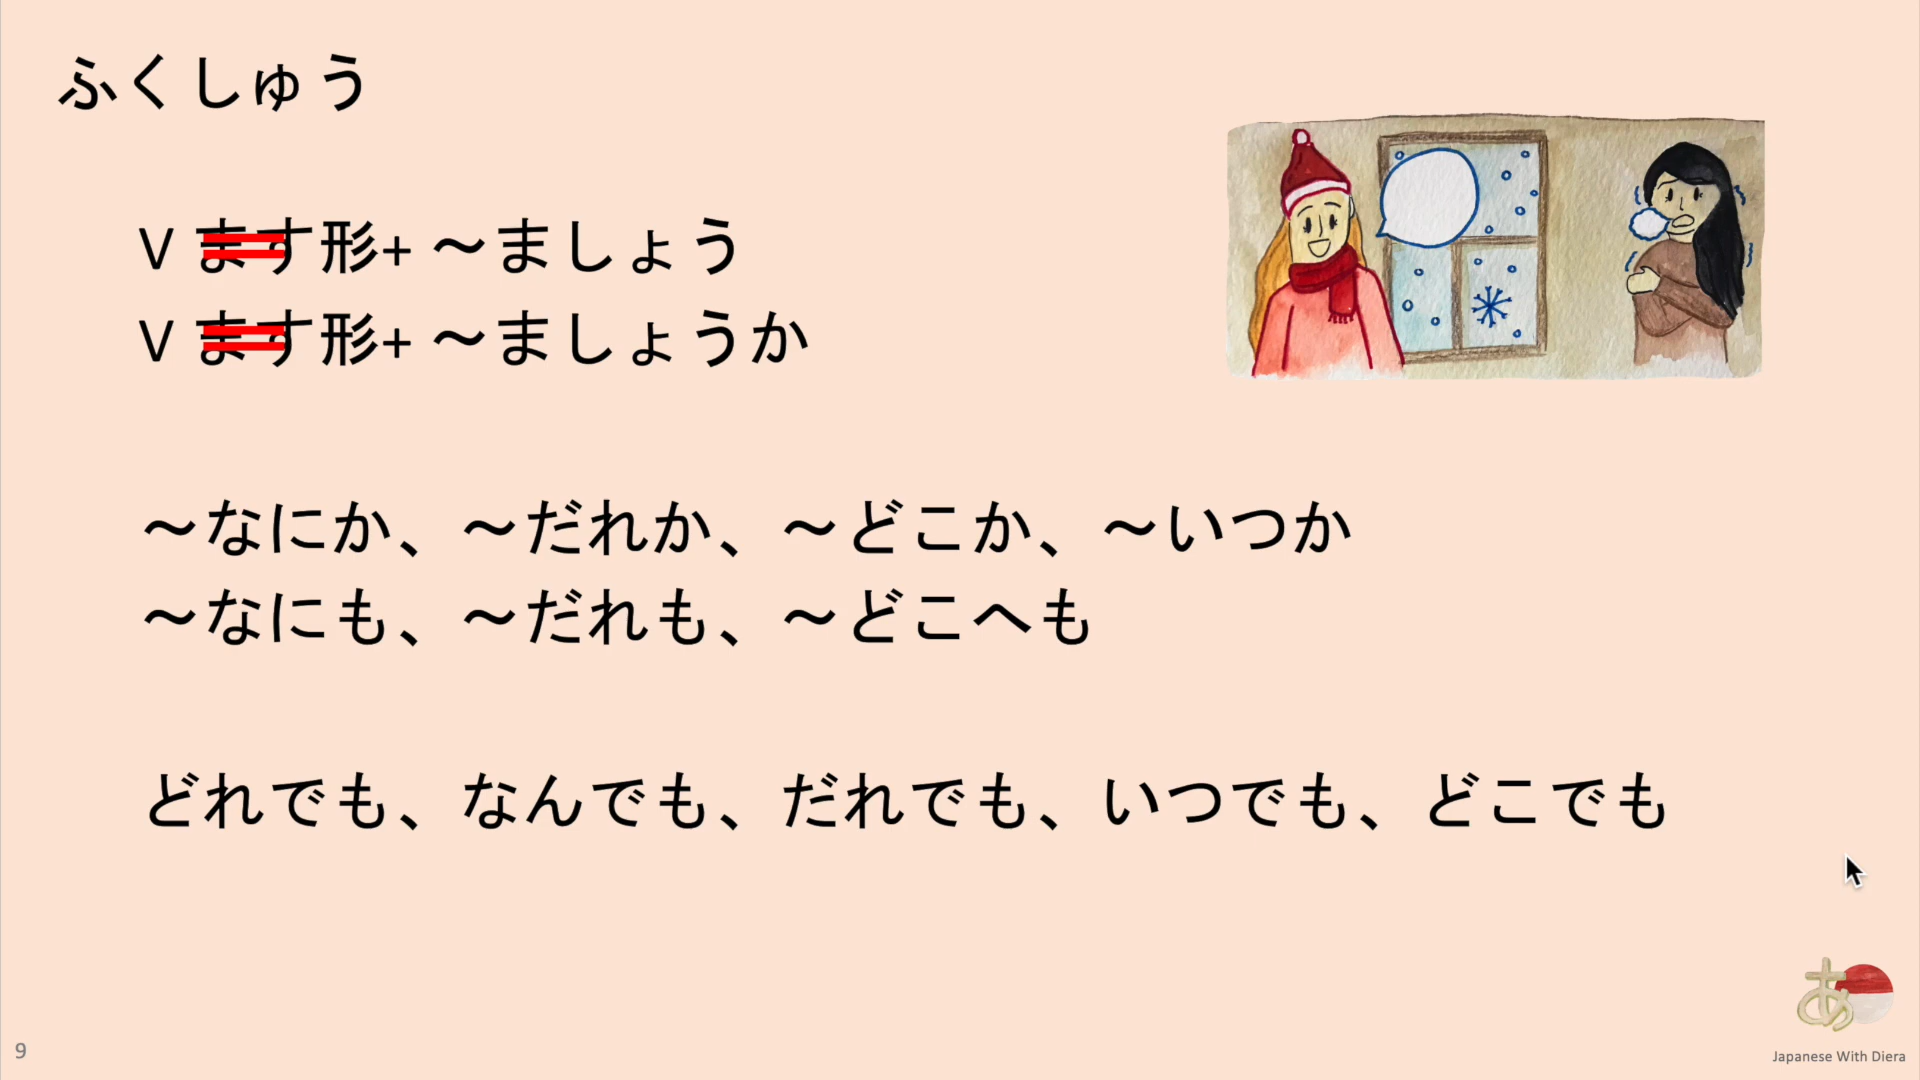 ふくしゅう
V ます形+ ～ましょう
V ます形+ ～ましょうか
～なにか、～だれか、～どこか、～いつか
～なにも、～だれも、～どこへも
どれでも、なんでも、だれでも、いつでも、どこでも
あ
Japanese With Diera
9